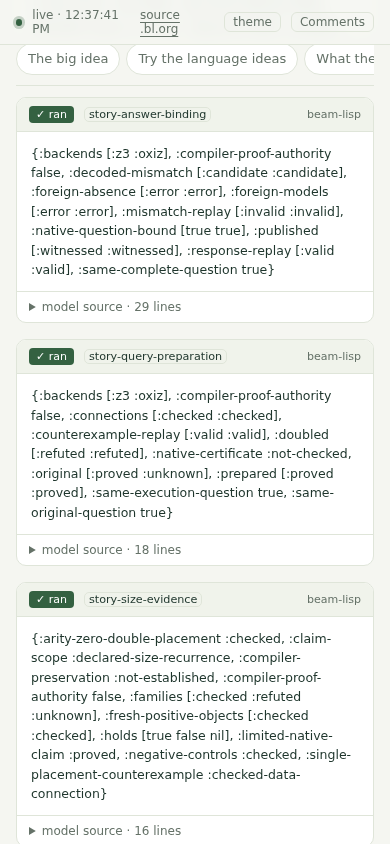 live · 12:37:41 PM
source .bl.org
theme
Comments
The big idea
Try the language ideas
What the
✓ ran story-answer-binding beam-lisp
{:backends [:z3 :oxiz], :compiler-proof-authority
false, :decoded-mismatch [:candidate :candidate],
:foreign-absence [:error :error], :foreign-models
[:error :error], :mismatch-replay [:invalid :invalid],
:native-question-bound [true true], :published
[:witnessed :witnessed], :response-replay [:valid
:valid], :same-complete-question true}
▶ model source · 29 lines
✓ ran story-query-preparation beam-lisp
{:backends [:z3 :oxiz], :compiler-proof-authority
false, :connections [:checked :checked],
:counterexample-replay [:valid :valid], :doubled
[:refuted :refuted], :native-certificate :not-checked,
:original [:proved :unknown], :prepared [:proved
:proved], :same-execution-question true, :same-
original-question true}
▶ model source · 18 lines
✓ ran story-size-evidence beam-lisp
{:arity-zero-double-placement :checked, :claim-
scope :declared-size-recurrence, :compiler-
preservation :not-established, :compiler-proof-
authority false, :families [:checked :refuted
:unknown], :fresh-positive-objects [:checked
:checked], :holds [true false nil], :limited-native-
claim :proved, :negative-controls :checked, :single-
placement-counterexample :checked-data-
connection}
▶ model source · 16 lines